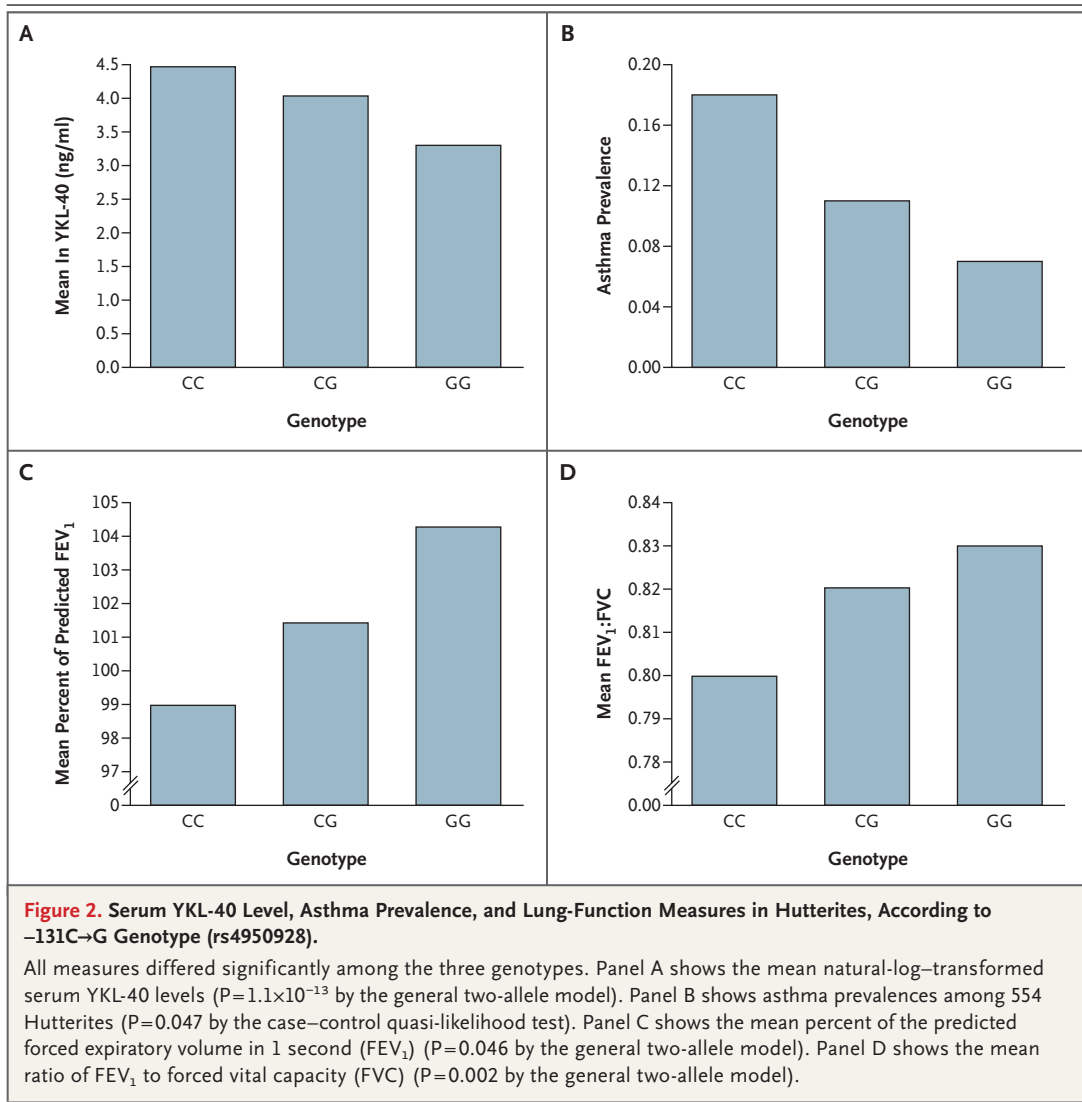 A
Mean ln YKL-40 (ng/ml)
4.5
4.0
3.5
3.0
2.5
2.0
1.5
1.0
0.5
0.0
CC CG GG
Genotype
B
Asthma Prevalence
0.20
0.16
0.12
0.08
0.04
0.00
CC CG GG
Genotype
C
Mean Percent of Predicted FEV₁
105
104
103
102
101
100
99
98
97
0
CC CG GG
Genotype
D
Mean FEV₁:FVC
0.84
0.83
0.82
0.81
0.80
0.79
0.78
0.00
CC CG GG
Genotype
Figure 2. Serum YKL-40 Level, Asthma Prevalence, and Lung-Function Measures in Hutterites, According to
−131C→G Genotype (rs4950928).
All measures differed significantly among the three genotypes. Panel A shows the mean natural-log–transformed
serum YKL-40 levels (P=1.1×10⁻¹³ by the general two-allele model). Panel B shows asthma prevalences among 554
Hutterites (P=0.047 by the case–control quasi-likelihood test). Panel C shows the mean percent of the predicted
forced expiratory volume in 1 second (FEV₁) (P=0.046 by the general two-allele model). Panel D shows the mean
ratio of FEV₁ to forced vital capacity (FVC) (P=0.002 by the general two-allele model).